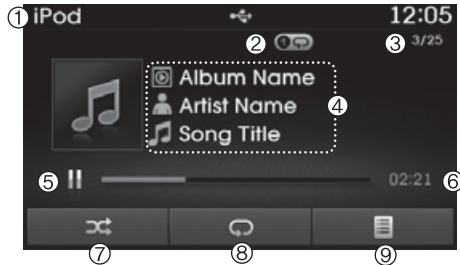 ① iPod 12:05
② 1 ③ 3/25
Album Name
Artist Name ④
Song Title
⑤ 02:21 ⑥
⑦ ⑧ ⑨